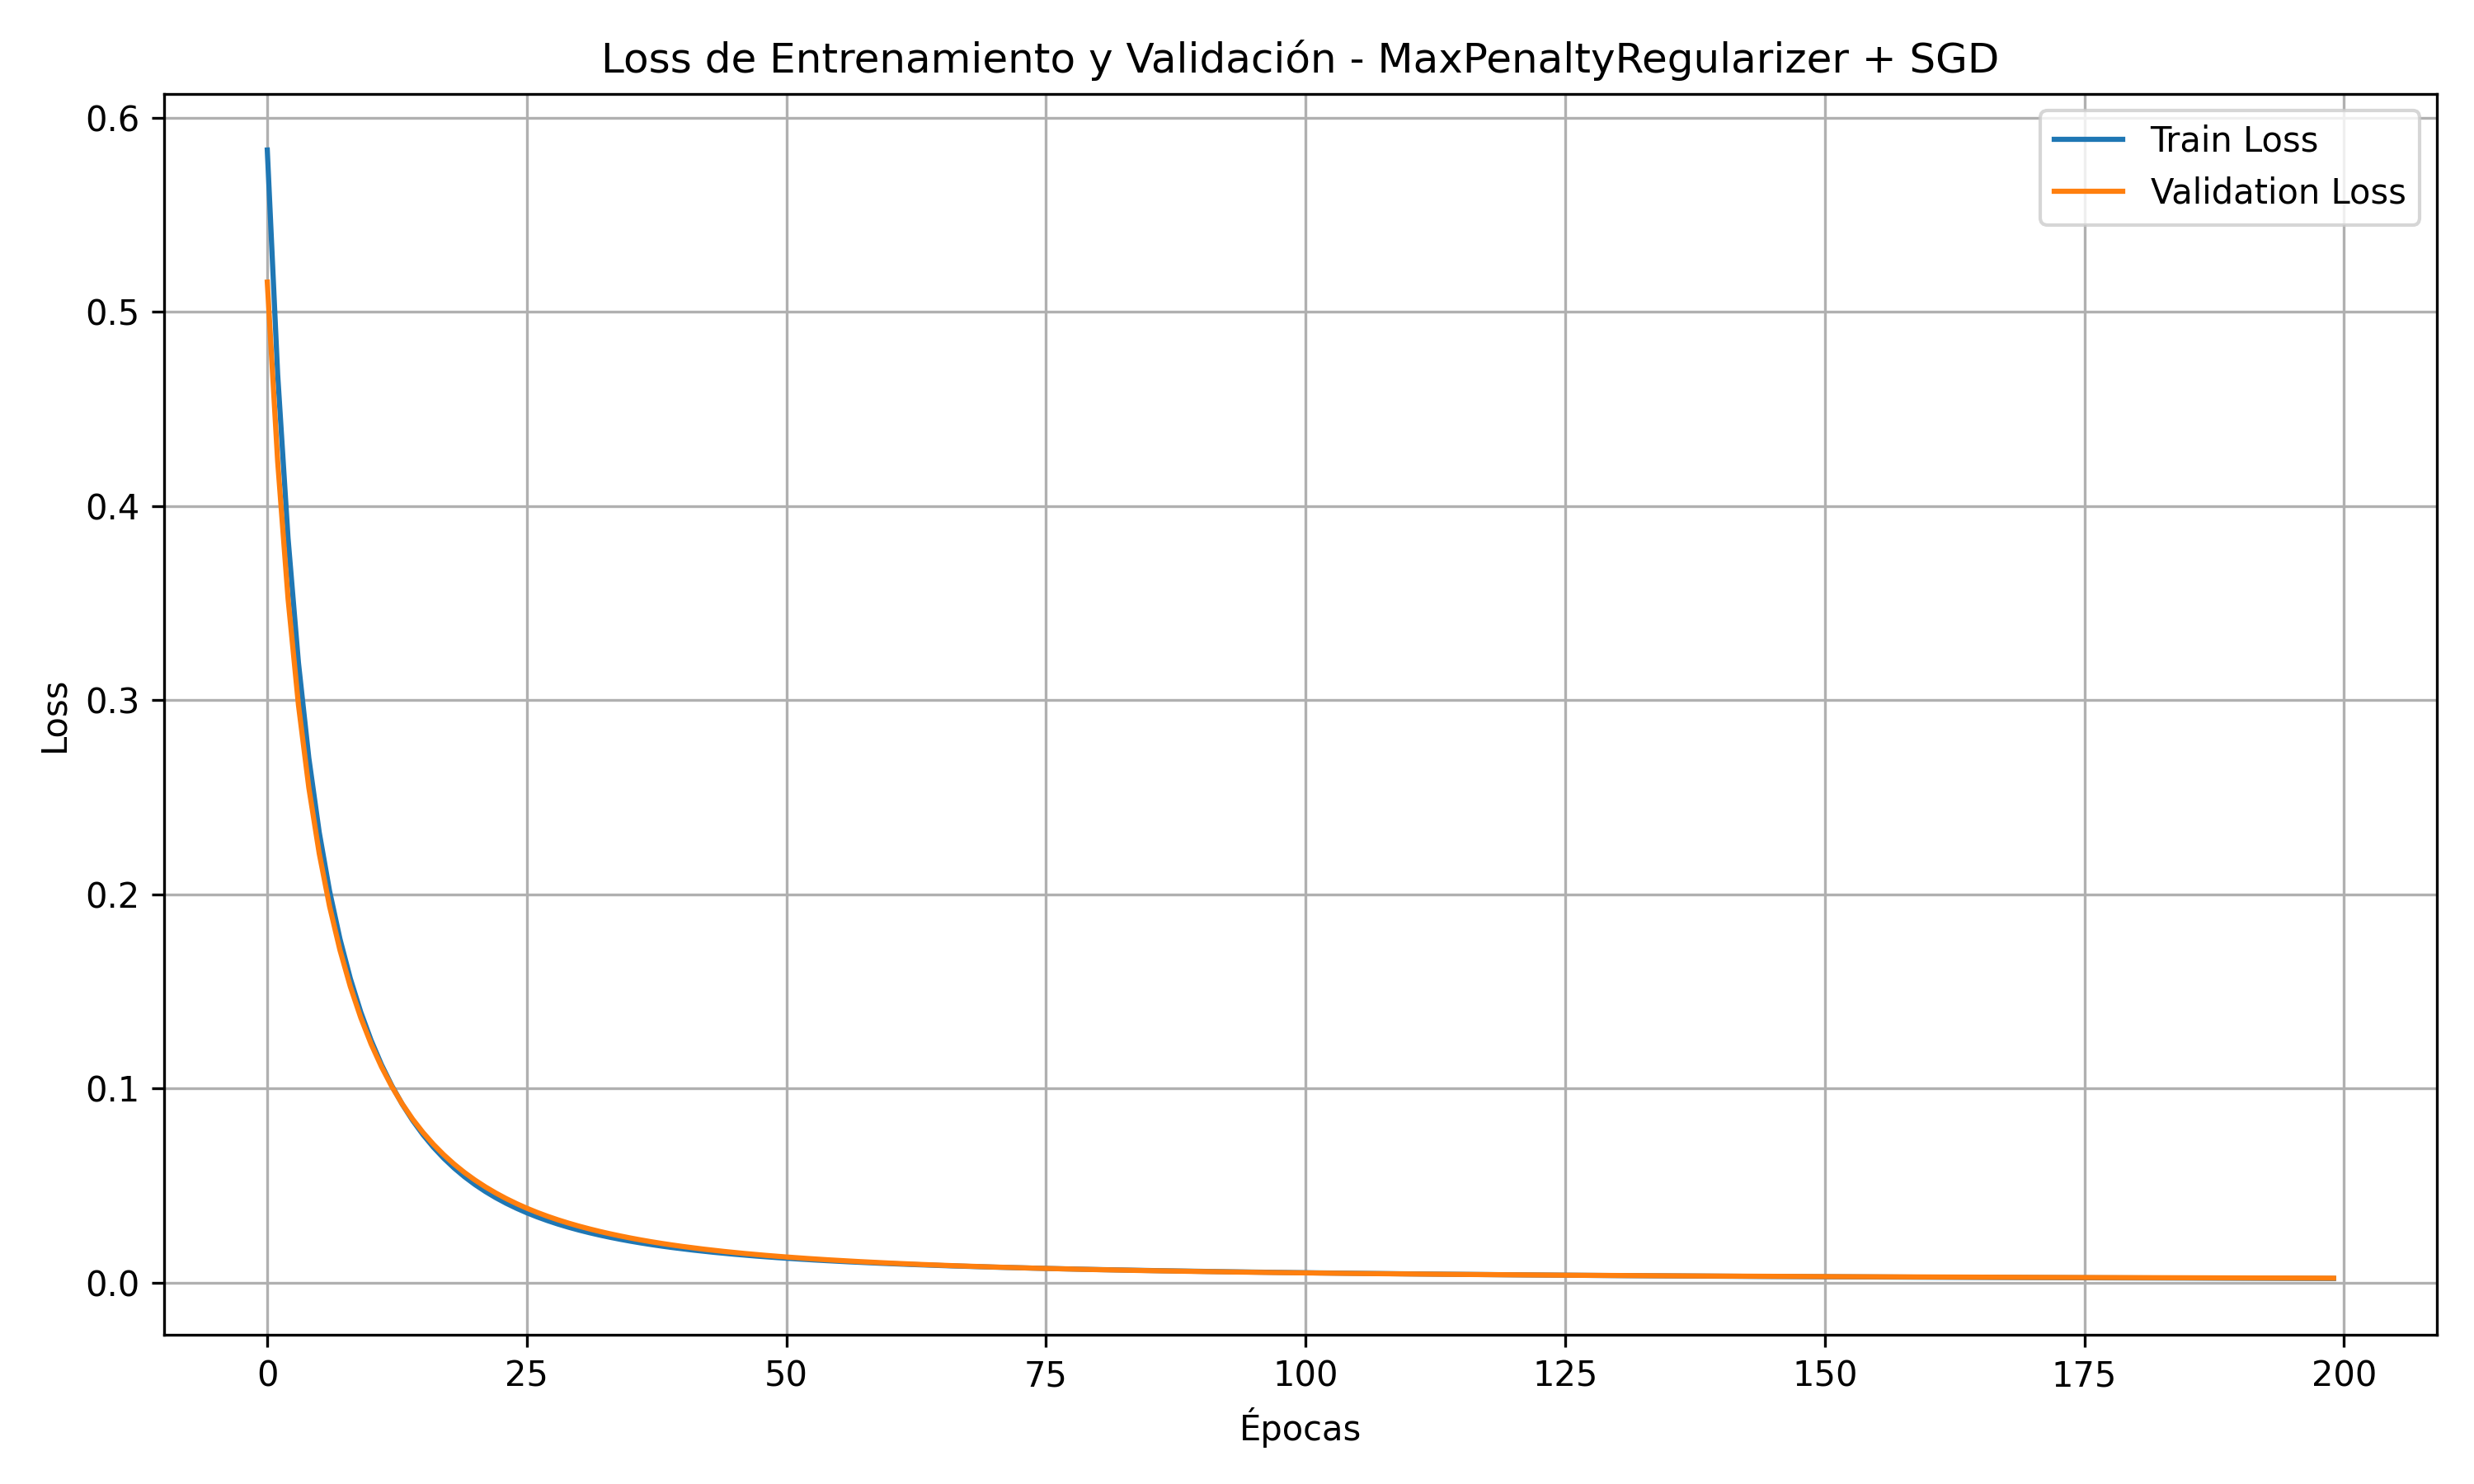 Loss de Entrenamiento y Validación - MaxPenaltyRegularizer + SGD
Train Loss
Validation Loss
0.6
0.5
0.4
0.3
0.2
0.1
0.0
Loss
0 25 50 75 100 125 150 175 200
Épocas